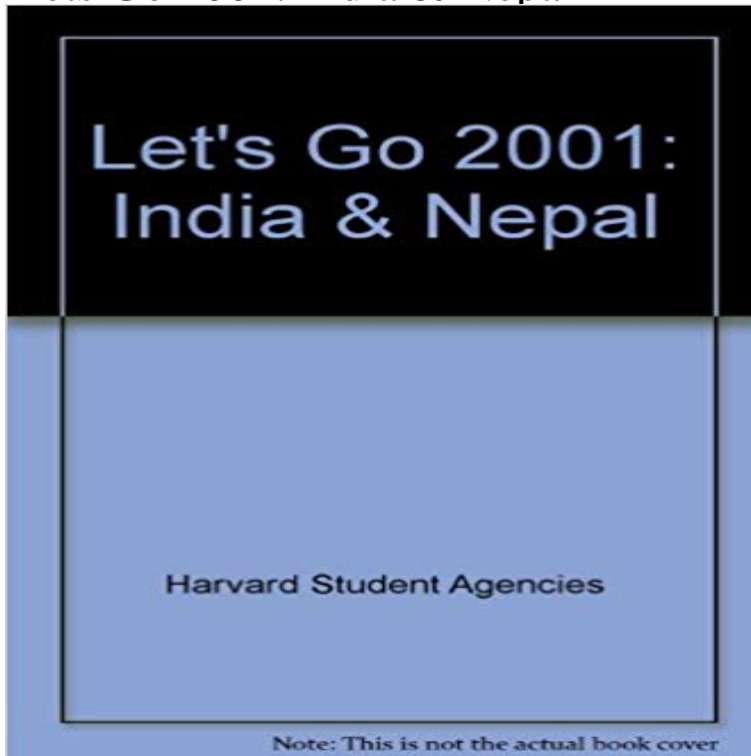 Let's Go 2001:
India & Nepal
Harvard Student Agencies
Note: This is not the actual book cover